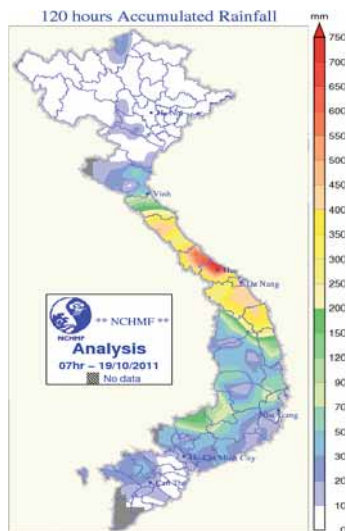 120 hours Accumulated Rainfall
mm
750
700
650
600
550
500
450
400
350
300
250
200
160
120
90
70
50
30
20
10
0
Vinh
Hue
Da Nang
Nha Trang
Ho Chi Minh City
Can Tho
** NCHMF **
NCHMF
Analysis
07hr – 19/10/2011
No data